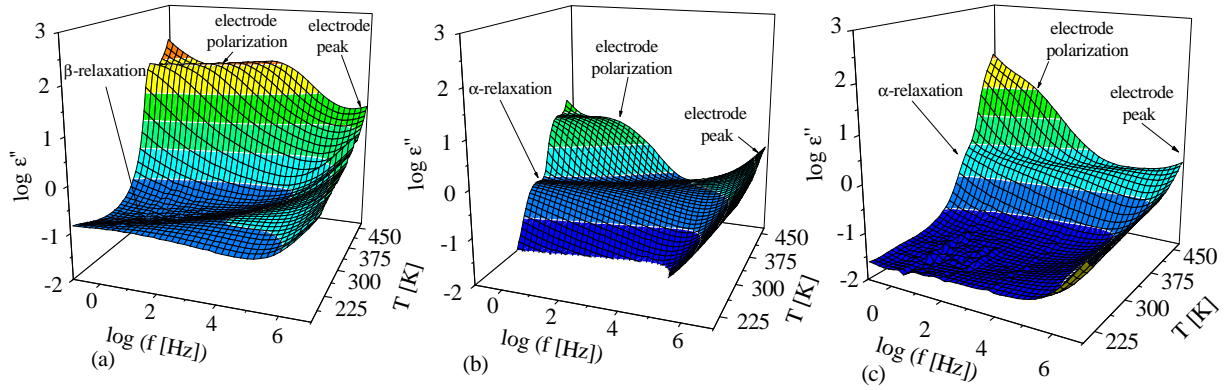 3
2
1
0
-1
-2
log ε"
β-relaxation
electrode
polarization
electrode
peak
0
2
4
6
log (f [Hz])
225
300
375
450
T [K]
(a)
3
2
1
0
-1
-2
log ε"
α-relaxation
electrode
polarization
electrode
peak
0
2
4
6
log (f [Hz])
225
300
375
450
T [K]
(b)
3
2
1
0
-1
-2
log ε"
α-relaxation
electrode
polarization
electrode
peak
0
2
4
6
log (f [Hz])
225
300
375
450
T [K]
(c)